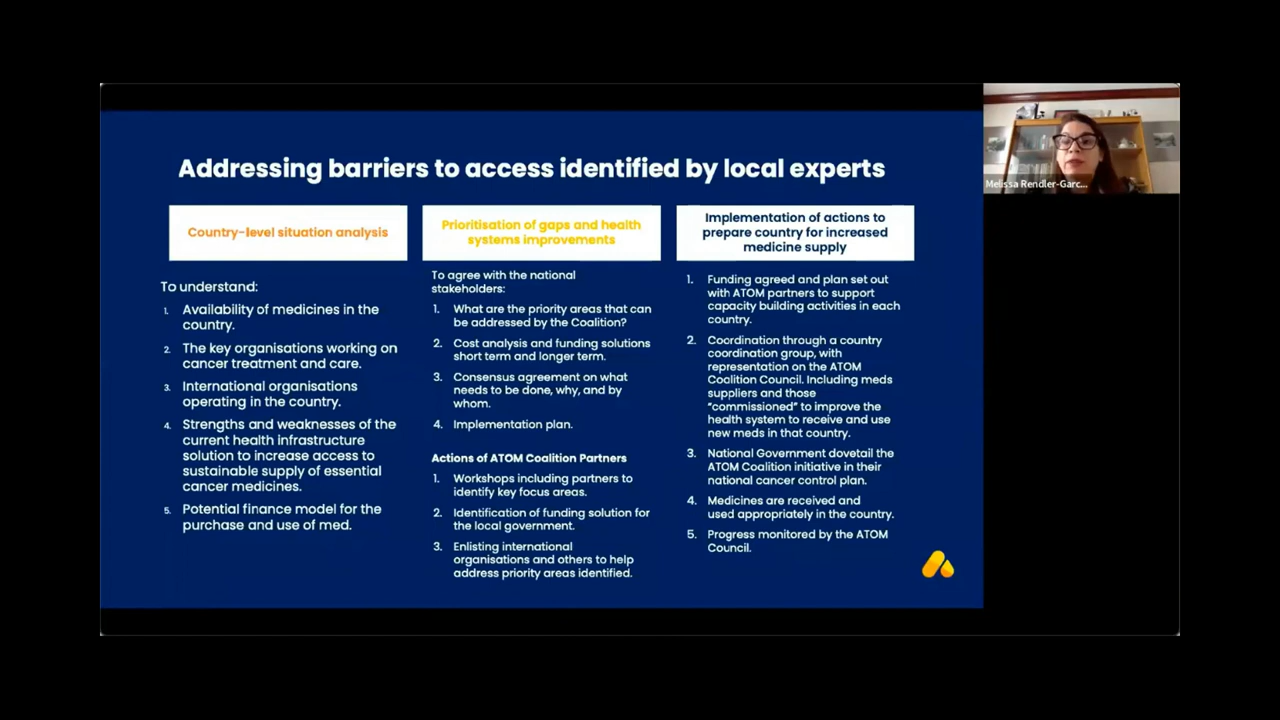 Addressing barriers to access identified by local experts
Country-level situation analysis
To understand:
1. Availability of medicines in the
country.
2. The key organisations working on
cancer treatment and care.
3. International organisations
operating in the country.
4. Strengths and weaknesses of the
current health infrastructure
solution to increase access to
sustainable supply of essential
cancer medicines.
5. Potential finance model for the
purchase and use of med.
Prioritisation of gaps and health
systems improvements
To agree with the national
stakeholders:
1. What are the priority areas that can
be addressed by the Coalition?
2. Cost analysis and funding solutions
short term and longer term.
3. Consensus agreement on what
needs to be done, why, and by
whom.
4. Implementation plan.
Actions of ATOM Coalition Partners
1. Workshops including partners to
identify key focus areas.
2. Identification of funding solution for
the local government.
3. Enlisting international
organisations and others to help
address priority areas identified.
Implementation of actions to
prepare country for increased
medicine supply
1. Funding agreed and plan set out
with ATOM partners to support
capacity building activities in each
country.
2. Coordination through a country
coordination group, with
representation on the ATOM
Coalition Council. Including meds
suppliers and those
"commissioned" to improve the
health system to receive and use
new meds in that country.
3. National Government dovetail the
ATOM Coalition initiative in their
national cancer control plan.
4. Medicines are received and
used appropriately in the country.
5. Progress monitored by the ATOM
Council.
Melissa Rendler-Garc...